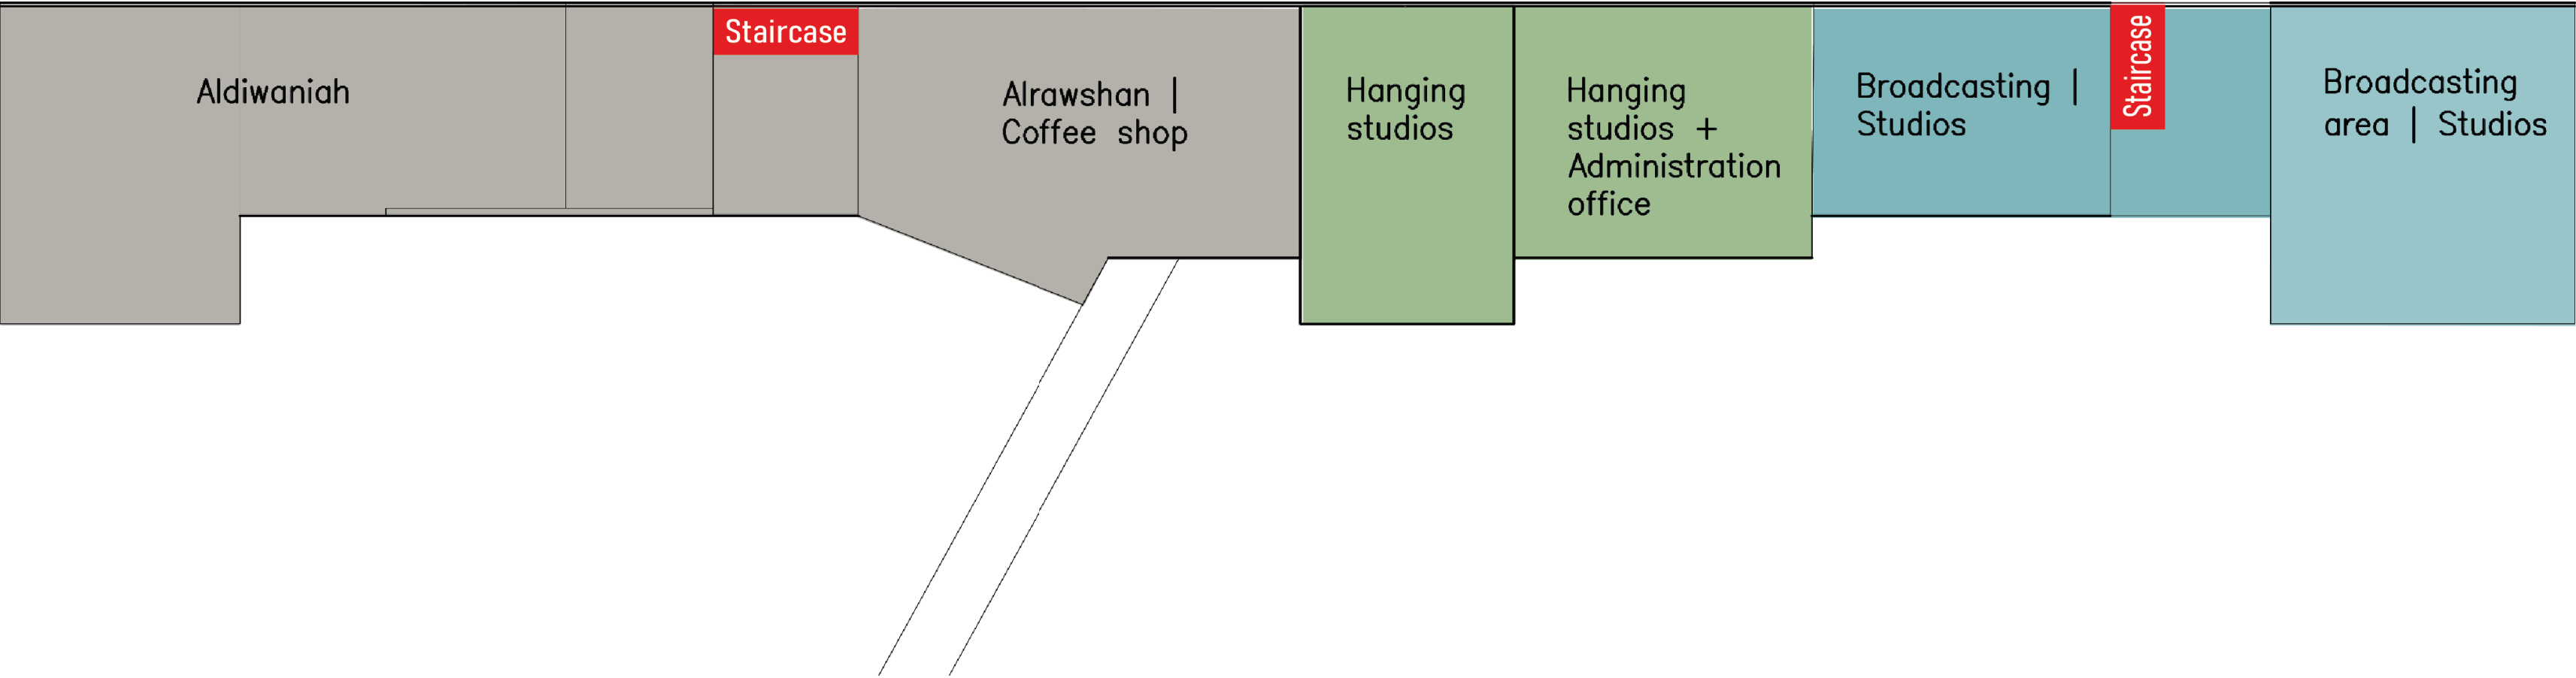 Aldiwaniah
Staircase
Alrawshan |
Coffee shop
Hanging
studios
Hanging
studios +
Administration
office
Broadcasting |
Studios
Staircase
Broadcasting
area | Studios